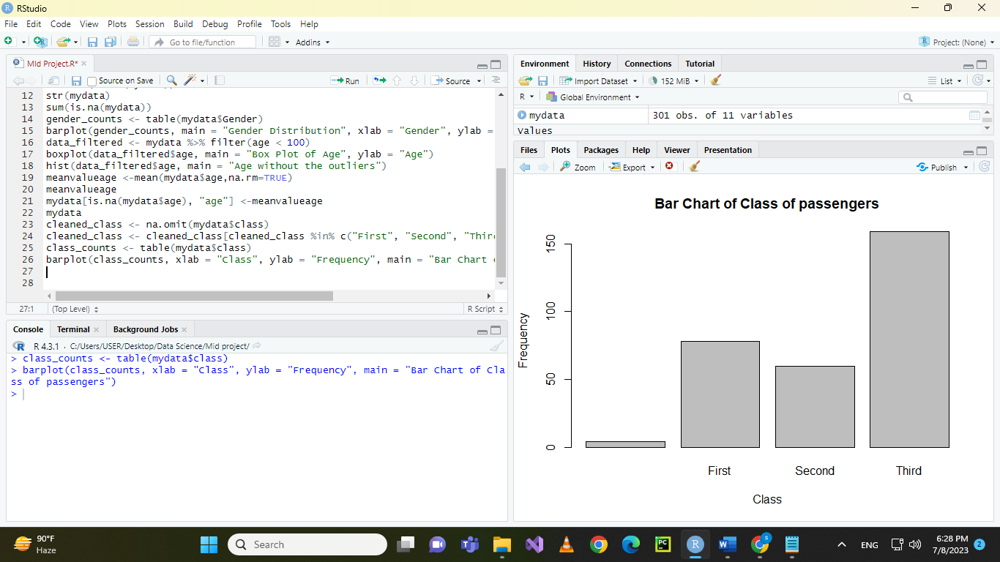 RStudio
File Edit Code View Plots Session Build Debug Profile Tools Help
Go to file/function Addins Project: (None)
Mid Project.R*
Source on Save Run Source
12 str(mydata)
13 sum(is.na(mydata))
14 gender_counts <- table(mydata$Gender)
15 barplot(gender_counts, main = "Gender Distribution", xlab = "Gender", ylab =
16 data_filtered <- mydata %>% filter(age < 100)
17 boxplot(data_filtered$age, main = "Box Plot of Age", ylab = "Age")
18 hist(data_filtered$age, main = "Age without the outliers")
19 meanvalueage <-mean(mydata$age,na.rm=TRUE)
20 meanvalueage
21 mydata[is.na(mydata$age), "age"] <-meanvalueage
22 mydata
23 cleaned_class <- na.omit(mydata$class)
24 cleaned_class <- cleaned_class[cleaned_class %in% c("First", "Second", "Thir
25 class_counts <- table(mydata$class)
26 barplot(class_counts, xlab = "Class", ylab = "Frequency", main = "Bar Chart
27
28
27:1 (Top Level) R Script
Console Terminal Background Jobs
R 4.3.1 · C:/Users/USER/Desktop/Data Science/Mid project/
> class_counts <- table(mydata$class)
> barplot(class_counts, xlab = "Class", ylab = "Frequency", main = "Bar Chart of Cla
ss of passengers")
>
Environment History Connections Tutorial
Import Dataset 152 MiB List
R Global Environment
mydata 301 obs. of 11 variables
Values
Files Plots Packages Help Viewer Presentation
Zoom Export Publish
Bar Chart of Class of passengers
150
100
50
0
Frequency
First Second Third
Class
90°F
Haze
Search
PC
S
ENG
6:28 PM
7/8/2023
2